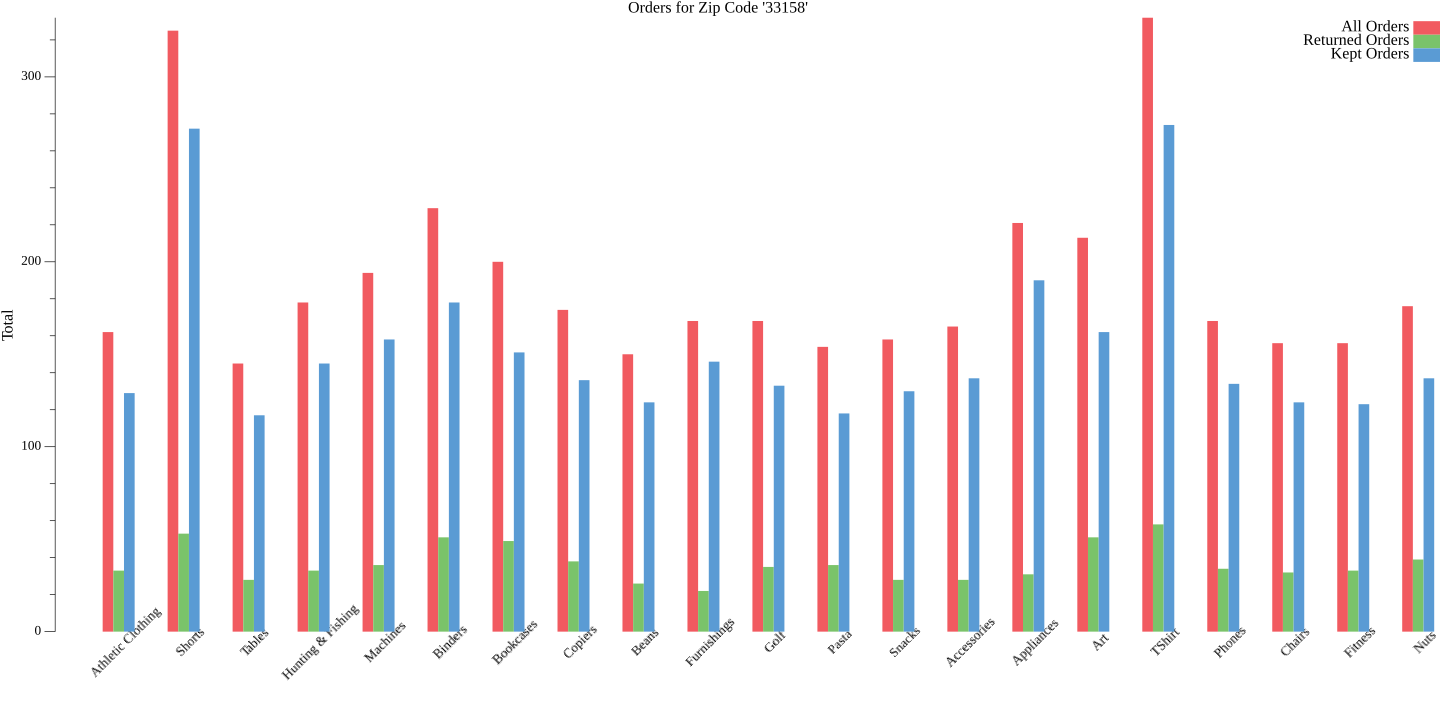 Orders for Zip Code '33158'
All Orders
Returned Orders
Kept Orders
Total
300
200
100
0
Athletic Clothing
Shorts
Tables
Hunting & Fishing
Machines
Binders
Bookcases
Copiers
Beans
Furnishings
Golf
Pasta
Snacks
Accessories
Appliances
Art
TShirt
Phones
Chairs
Fitness
Nuts